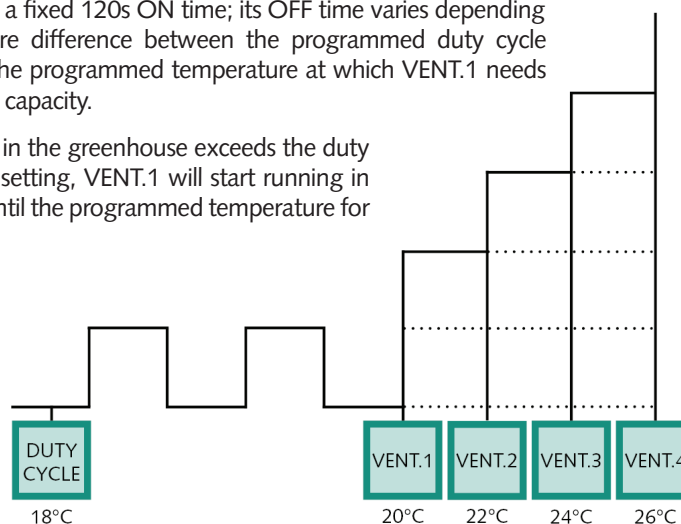 a fixed 120s ON time; its OFF time varies depending
re difference between the programmed duty cycle
he programmed temperature at which VENT.1 needs
capacity.
in the greenhouse exceeds the duty
setting, VENT.1 will start running in
ntil the programmed temperature for
DUTY
CYCLE
VENT.1
VENT.2
VENT.3
VENT.4
18°C
20°C
22°C
24°C
26°C